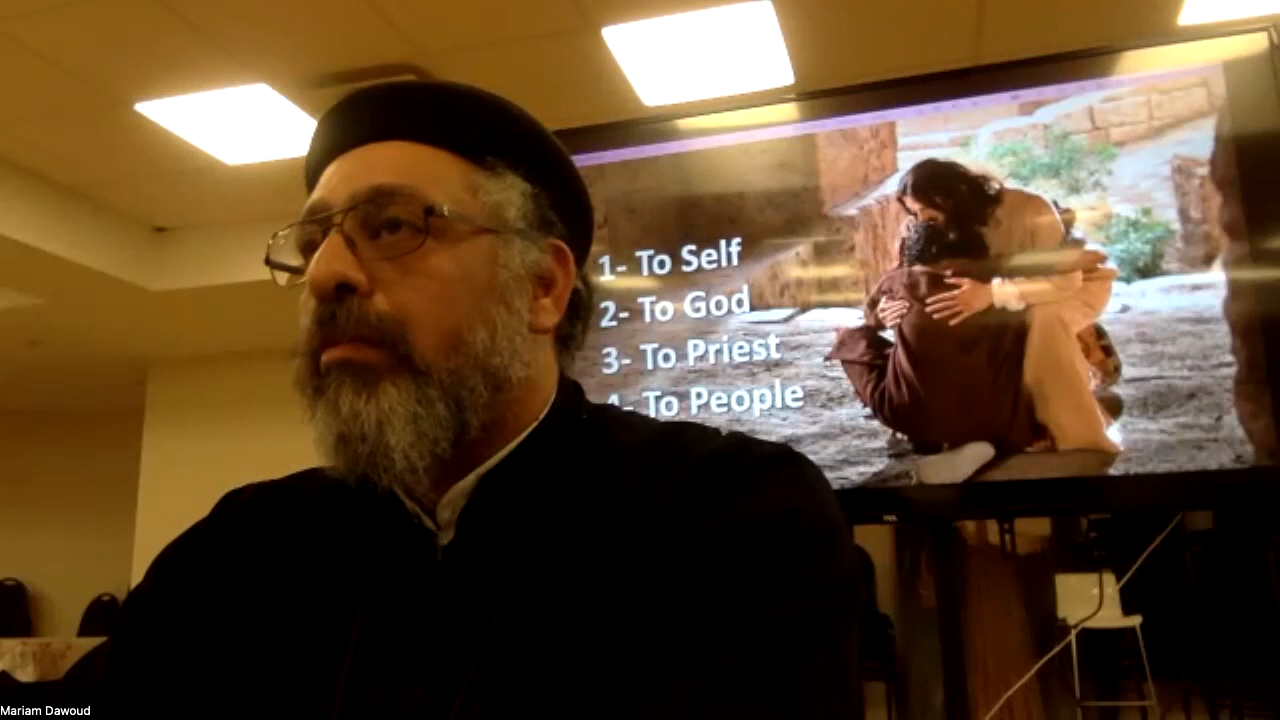 1- To Self
2- To God
3- To Priest
4- To People
Mariam Dawoud